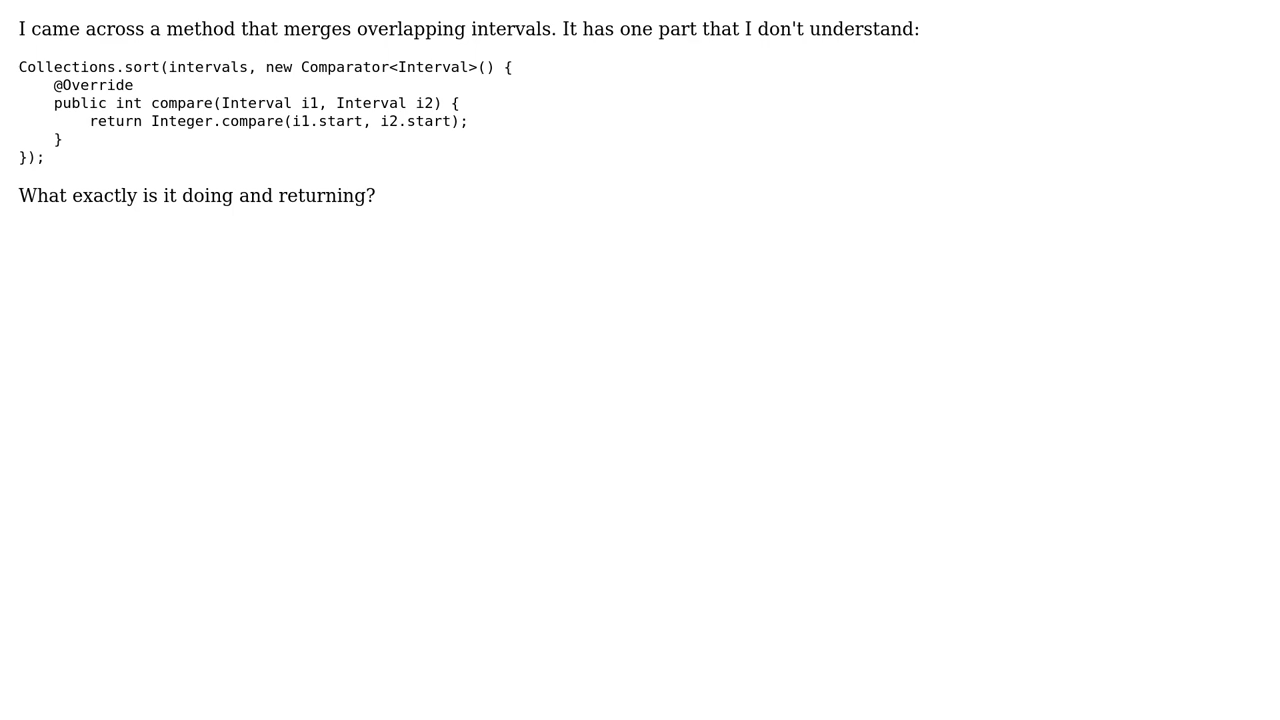 I came across a method that merges overlapping intervals. It has one part that I don't understand:
Collections.sort(intervals, new Comparator<Interval>() {
    @Override
    public int compare(Interval i1, Interval i2) {
        return Integer.compare(i1.start, i2.start);
    }
});
What exactly is it doing and returning?